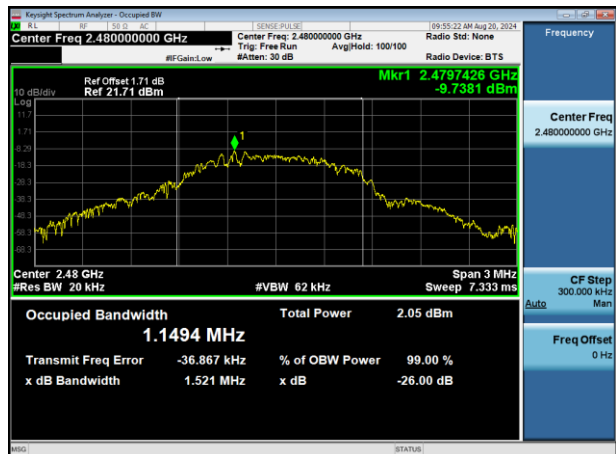 Keysight Spectrum Analyzer - Occupied BW
RL RF 50 Ω AC SENSE:PULSE 09:55:22 AM Aug 20, 2024
Center Freq 2.480000000 GHz Center Freq: 2.480000000 GHz Radio Std: None Frequency
Trig: Free Run Avg|Hold: 100/100
#IFGain:Low #Atten: 30 dB Radio Device: BTS
Ref Offset 1.71 dB Mkr1 2.4797426 GHz
10 dB/div Ref 21.71 dBm -9.7381 dBm
Log
11.7
1.71
-8.29
-18.3
-28.3
-38.3
-48.3
-58.3
-68.3
1
Center Freq
2.480000000 GHz
Center 2.48 GHz Span 3 MHz
#Res BW 20 kHz #VBW 62 kHz Sweep 7.333 ms
CF Step
300.000 kHz
Auto Man
Occupied Bandwidth Total Power 2.05 dBm
1.1494 MHz
Freq Offset
0 Hz
Transmit Freq Error -36.867 kHz % of OBW Power 99.00 %
x dB Bandwidth 1.521 MHz x dB -26.00 dB
MSG STATUS